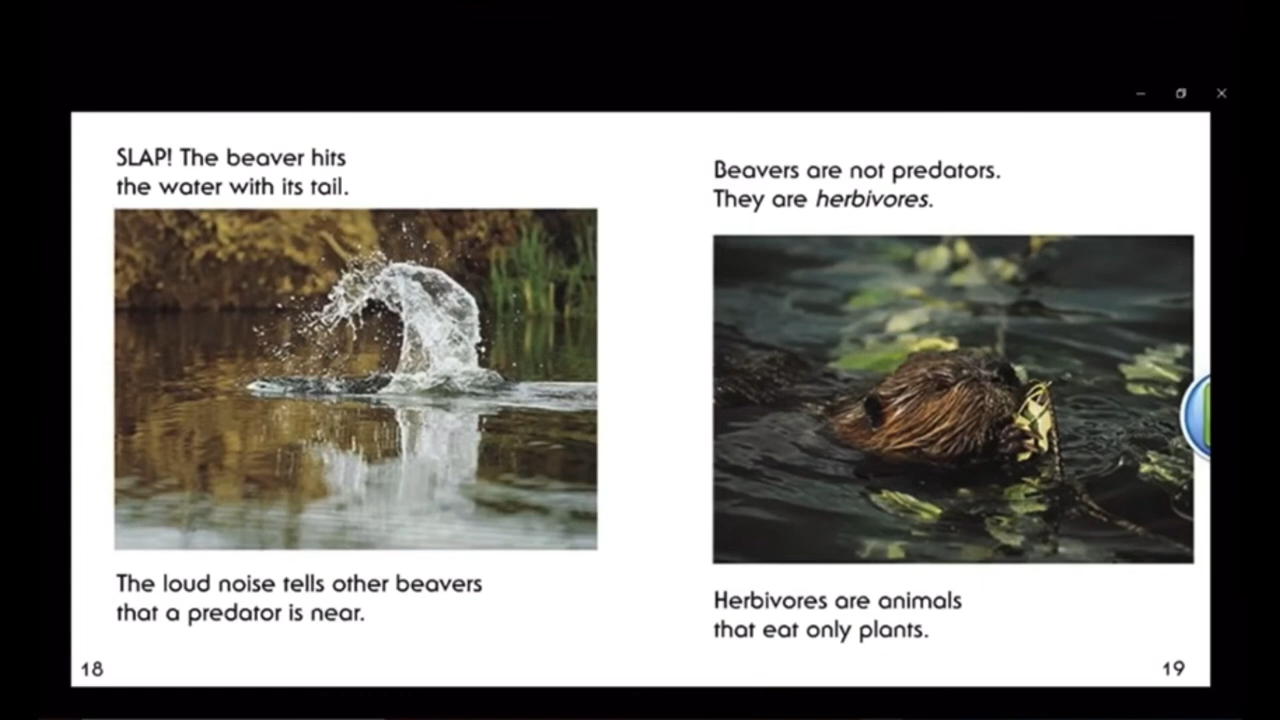 SLAP! The beaver hits
the water with its tail.
The loud noise tells other beavers
that a predator is near.
18
Beavers are not predators.
They are herbivores.
Herbivores are animals
that eat only plants.
19